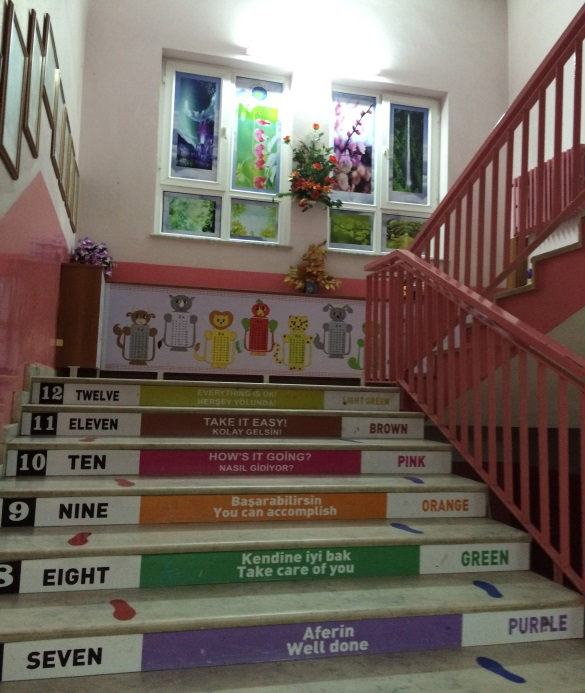 12 TWELVE EVERYTHING IS OK! LIGHT GREEN
HERŞEY YOLUNDA!
11 ELEVEN TAKE IT EASY! BROWN
KOLAY GELSİN!
10 TEN HOW'S IT GOING? PINK
NASIL GİDİYOR?
9 NINE Başarabilirsin ORANGE
You can accomplish
8 EIGHT Kendine iyi bak GREEN
Take care of you
SEVEN Aferin PURPLE
Well done